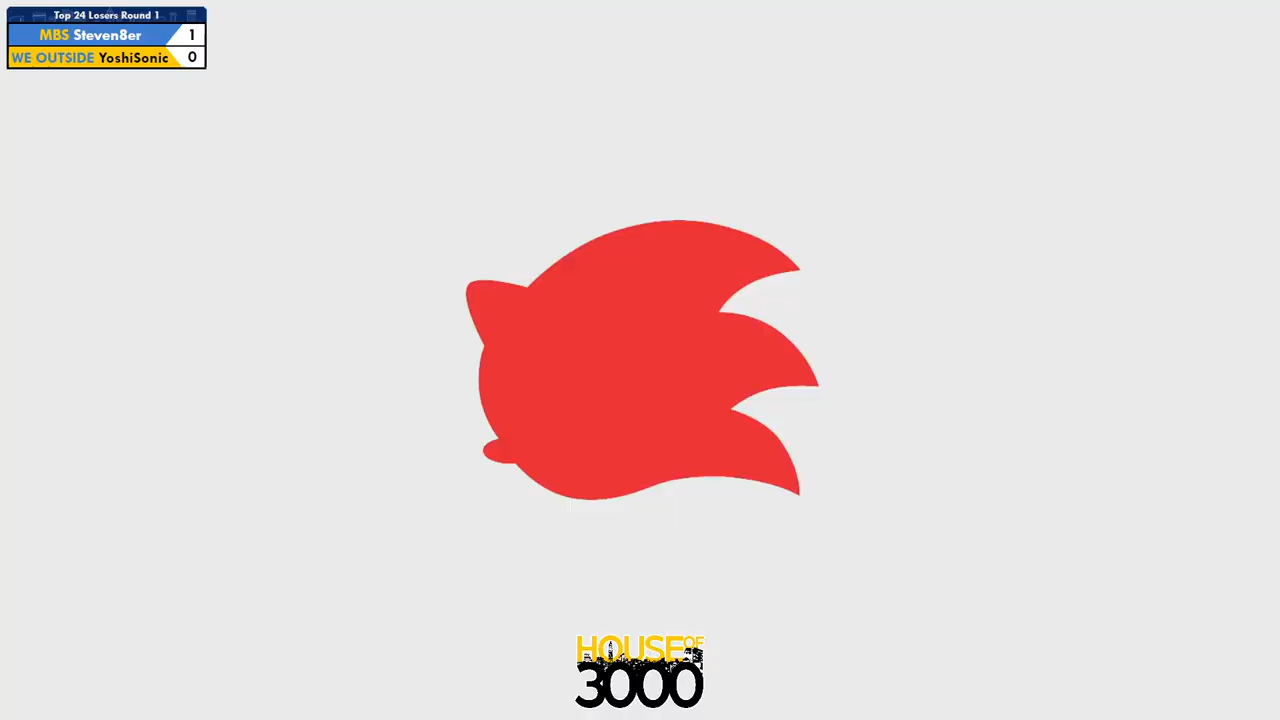 Top 24 Losers Round 1
MBS Steven8er 1
WE OUTSIDE YoshiSonic 0
HOUSE OF
3000